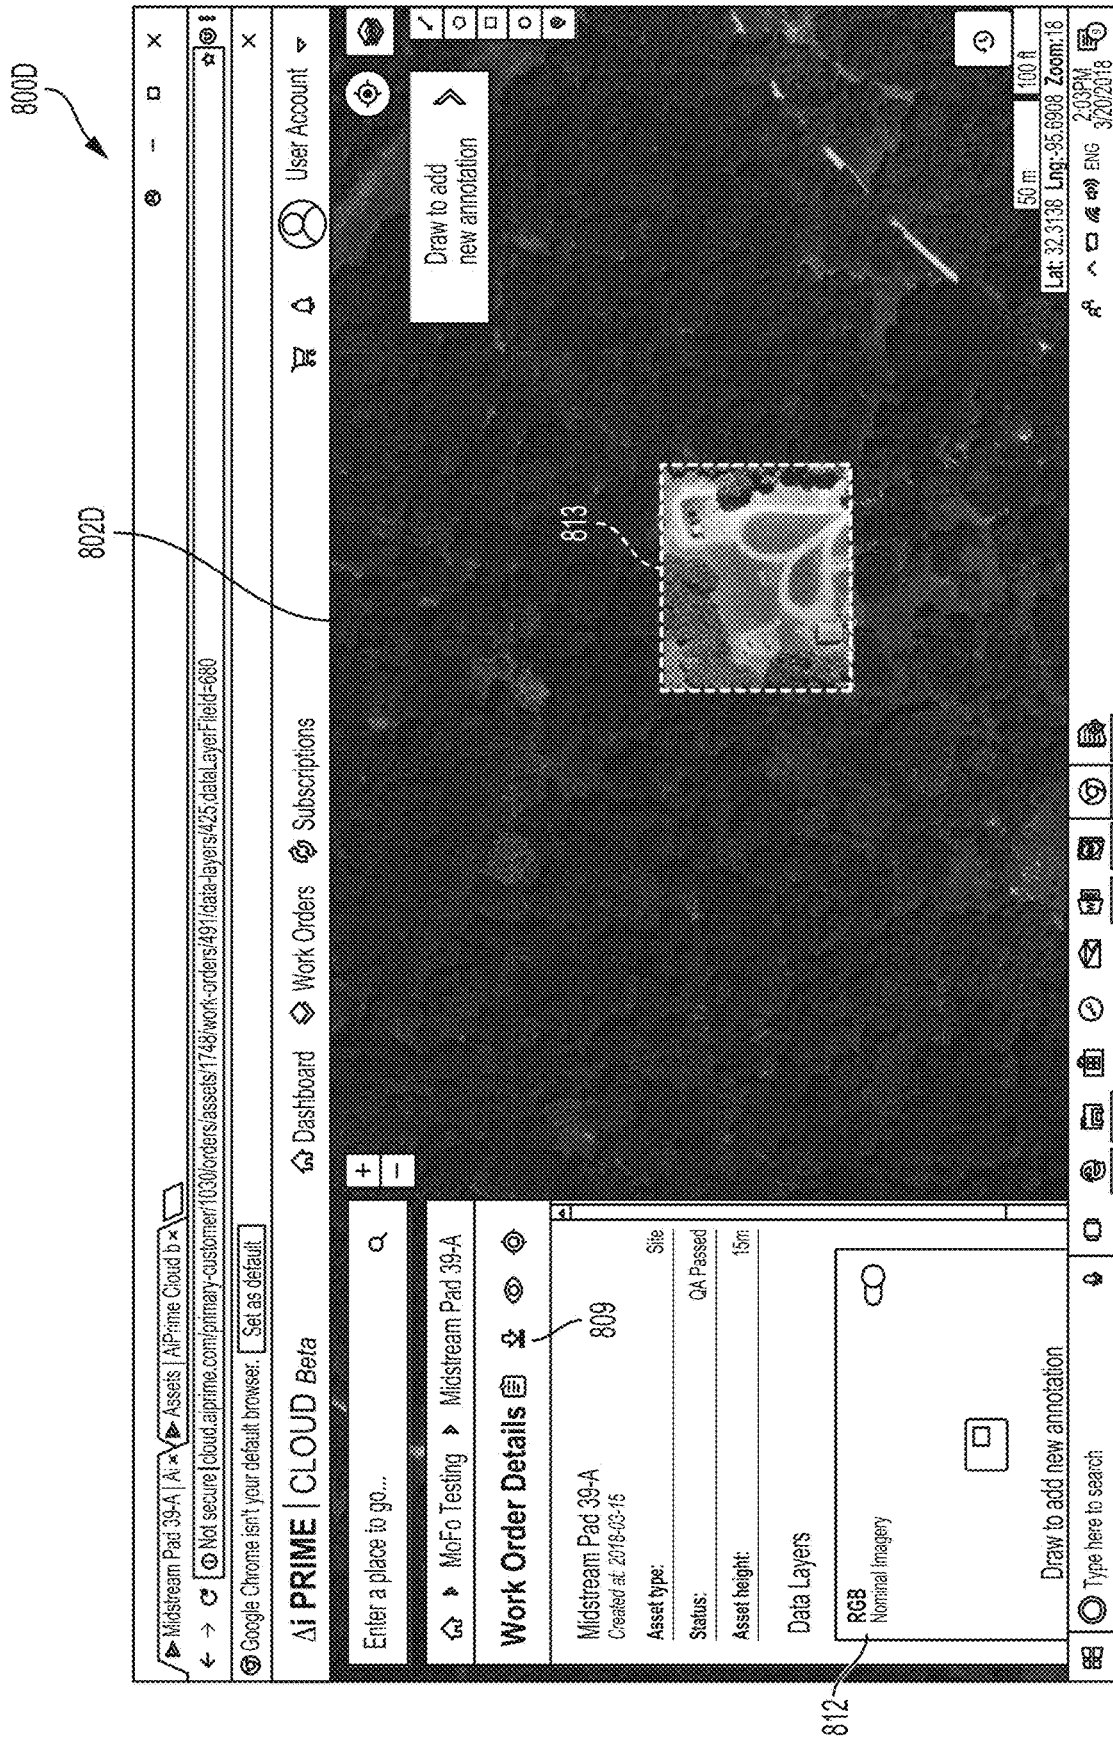 800D
802D
Midstream Pad 39-A | Ai × Assets | AiPrime Cloud b ×
Not secure | cloud.aiprime.com/primary-customer/1030/orders/assets/1748/work-orders/491/data-layers/425;dataLayerFileId=680
Google Chrome isn't your default browser. Set as default
Ai PRIME | CLOUD Beta Dashboard Work Orders Subscriptions User Account
Enter a place to go...
+
−
MoFo Testing Midstream Pad 39-A
Work Order Details
809
Midstream Pad 39-A
Created at: 2018-03-15
Asset type: Site
Status: QA Passed
Asset height: 15m
Data Layers
812
RGB
Nominal Imagery
Draw to add new annotation
Draw to add
new annotation
813
50 m 100 ft
Lat: 32.3138 Lng:-95.6908 Zoom:18
Type here to search
ENG
2:03PM
3/20/2018